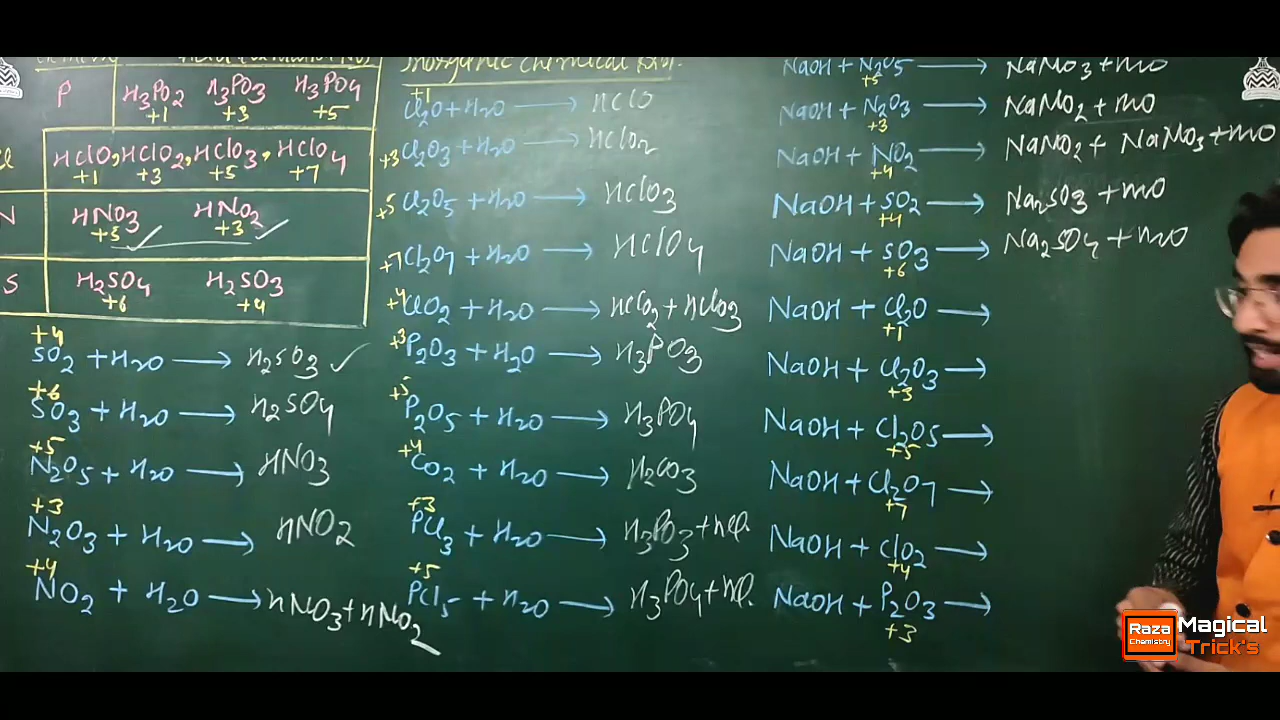 Inorganic Chemical Rxn.
P H3PO2 H3PO3 H3PO4
+1 +3 +5
Cl HClO, HClO2, HClO3, HClO4
+1 +3 +5 +7
N HNO3 HNO2
+5 +3
S H2SO4 H2SO3
+6 +4
+4
SO2 + H2O → H2SO3 ✓
+6
SO3 + H2O → H2SO4
+5
N2O5 + H2O → HNO3
+3
N2O3 + H2O → HNO2
+4
NO2 + H2O → HNO3 + HNO2
+1
Cl2O + H2O → HClO
+3 Cl2O3 + H2O → HClO2
+5 Cl2O5 + H2O → HClO3
+7 Cl2O7 + H2O → HClO4
+4 ClO2 + H2O → HClO2 + HClO3
+3 P2O3 + H2O → H3PO3
+5
P2O5 + H2O → H3PO4
+4
CO2 + H2O → H2CO3
+3
PCl3 + H2O → H3PO3 + HCl.
+5
PCl5 + H2O → H3PO4 + HCl.
NaOH + N2O5 → NaNO3 + H2O
+5
NaOH + N2O3 → NaNO2 + H2O
+3
NaOH + NO2 → NaNO2 + NaNO3 + H2O
+4
NaOH + SO2 → Na2SO3 + H2O
+4
NaOH + SO3 → Na2SO4 + H2O
+6
NaOH + Cl2O →
+1
NaOH + Cl2O3 →
+3
NaOH + Cl2O5 →
+5
NaOH + Cl2O7 →
+7
NaOH + ClO2 →
+4
NaOH + P2O3 →
+3
Raza Chemistry
Magical Trick's